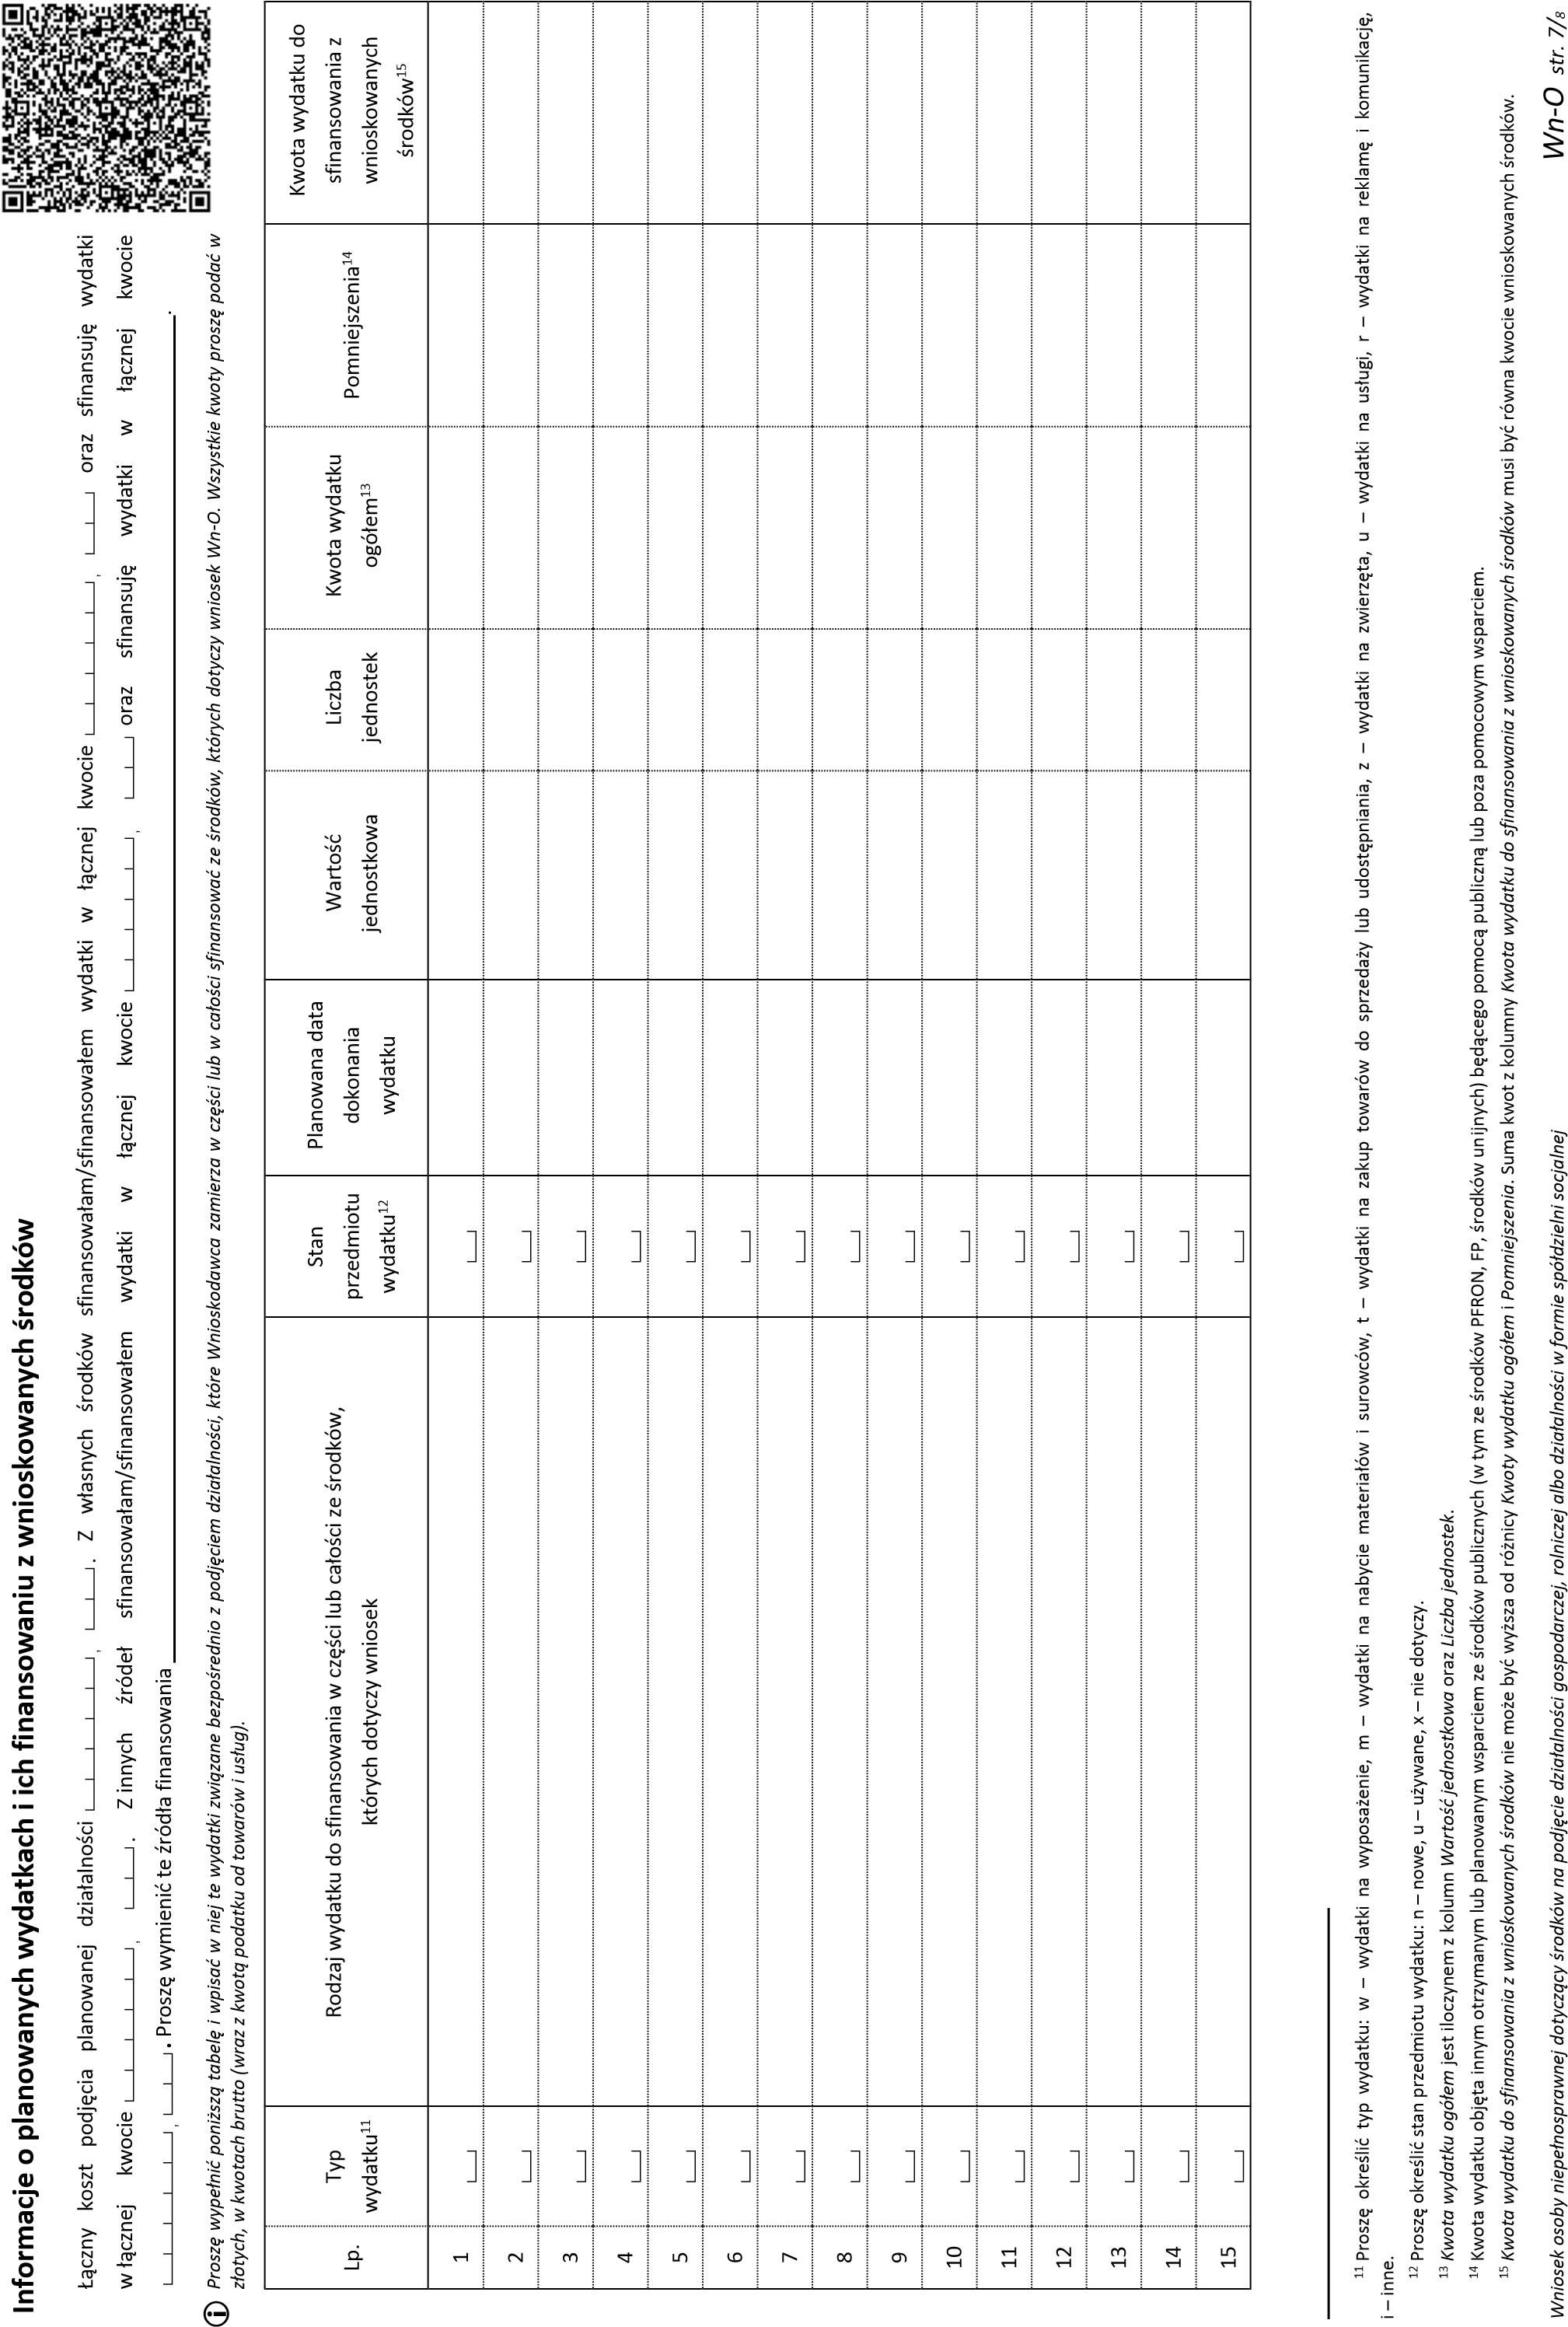 Informacje o planowanych wydatkach i ich finansowaniu z wnioskowanych środków
Łączny koszt podjęcia planowanej działalności , . Z własnych środków sfinansowałam/sfinansowałem wydatki w łącznej kwocie , oraz sfinansuję wydatki
w łącznej kwocie , . Z innych źródeł sfinansowałam/sfinansowałem wydatki w łącznej kwocie , oraz sfinansuję wydatki w łącznej kwocie
, . Proszę wymienić te źródła finansowania .
Proszę wypełnić poniższą tabelę i wpisać w niej te wydatki związane bezpośrednio z podjęciem działalności, które Wnioskodawca zamierza w części lub w całości sfinansować ze środków, których dotyczy wniosek Wn-O. Wszystkie kwoty proszę podać w
złotych, w kwotach brutto (wraz z kwotą podatku od towarów i usług).
Lp.
Typ
wydatku11
Rodzaj wydatku do sfinansowania w części lub całości ze środków,
których dotyczy wniosek
Stan
przedmiotu
wydatku12
Planowana data
dokonania
wydatku
Wartość
jednostkowa
Liczba
jednostek
Kwota wydatku
ogółem13
Pomniejszenia14
Kwota wydatku do
sfinansowania z
wnioskowanych
środków15
1
2
3
4
5
6
7
8
9
10
11
12
13
14
15
11 Proszę określić typ wydatku: w – wydatki na wyposażenie, m – wydatki na nabycie materiałów i surowców, t – wydatki na zakup towarów do sprzedaży lub udostępniania, z – wydatki na zwierzęta, u – wydatki na usługi, r – wydatki na reklamę i komunikację,
i – inne.
12 Proszę określić stan przedmiotu wydatku: n – nowe, u – używane, x – nie dotyczy.
13 Kwota wydatku ogółem jest iloczynem z kolumn Wartość jednostkowa oraz Liczba jednostek.
14 Kwota wydatku objęta innym otrzymanym lub planowanym wsparciem ze środków publicznych (w tym ze środków PFRON, FP, środków unijnych) będącego pomocą publiczną lub poza pomocowym wsparciem.
15 Kwota wydatku do sfinansowania z wnioskowanych środków nie może być wyższa od różnicy Kwoty wydatku ogółem i Pomniejszenia. Suma kwot z kolumny Kwota wydatku do sfinansowania z wnioskowanych środków musi być równa kwocie wnioskowanych środków.
Wniosek osoby niepełnosprawnej dotyczący środków na podjęcie działalności gospodarczej, rolniczej albo działalności w formie spółdzielni socjalnej
Wn-O str. 7/8